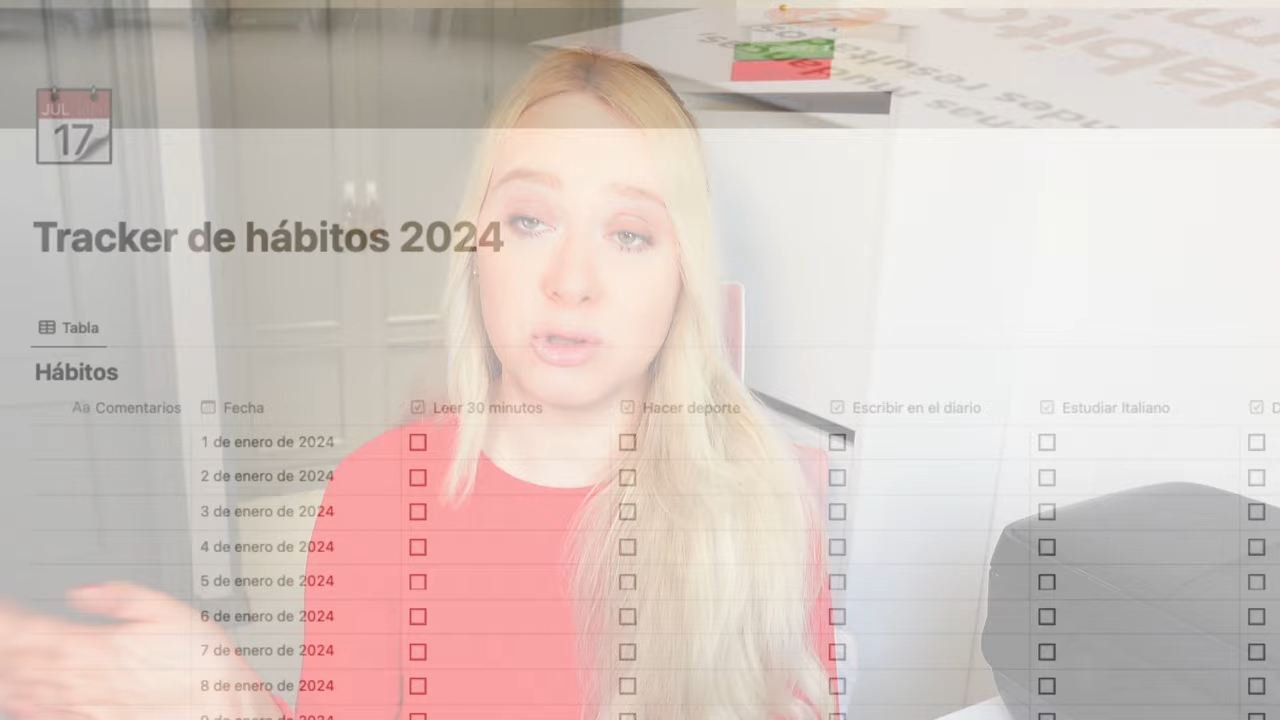 JUL
17
Tracker de hábitos 2024
Tabla
Hábitos
Aa Comentarios Fecha Leer 30 minutos Hacer deporte Escribir en el diario Estudiar Italiano D
1 de enero de 2024
2 de enero de 2024
3 de enero de 2024
4 de enero de 2024
5 de enero de 2024
6 de enero de 2024
7 de enero de 2024
8 de enero de 2024